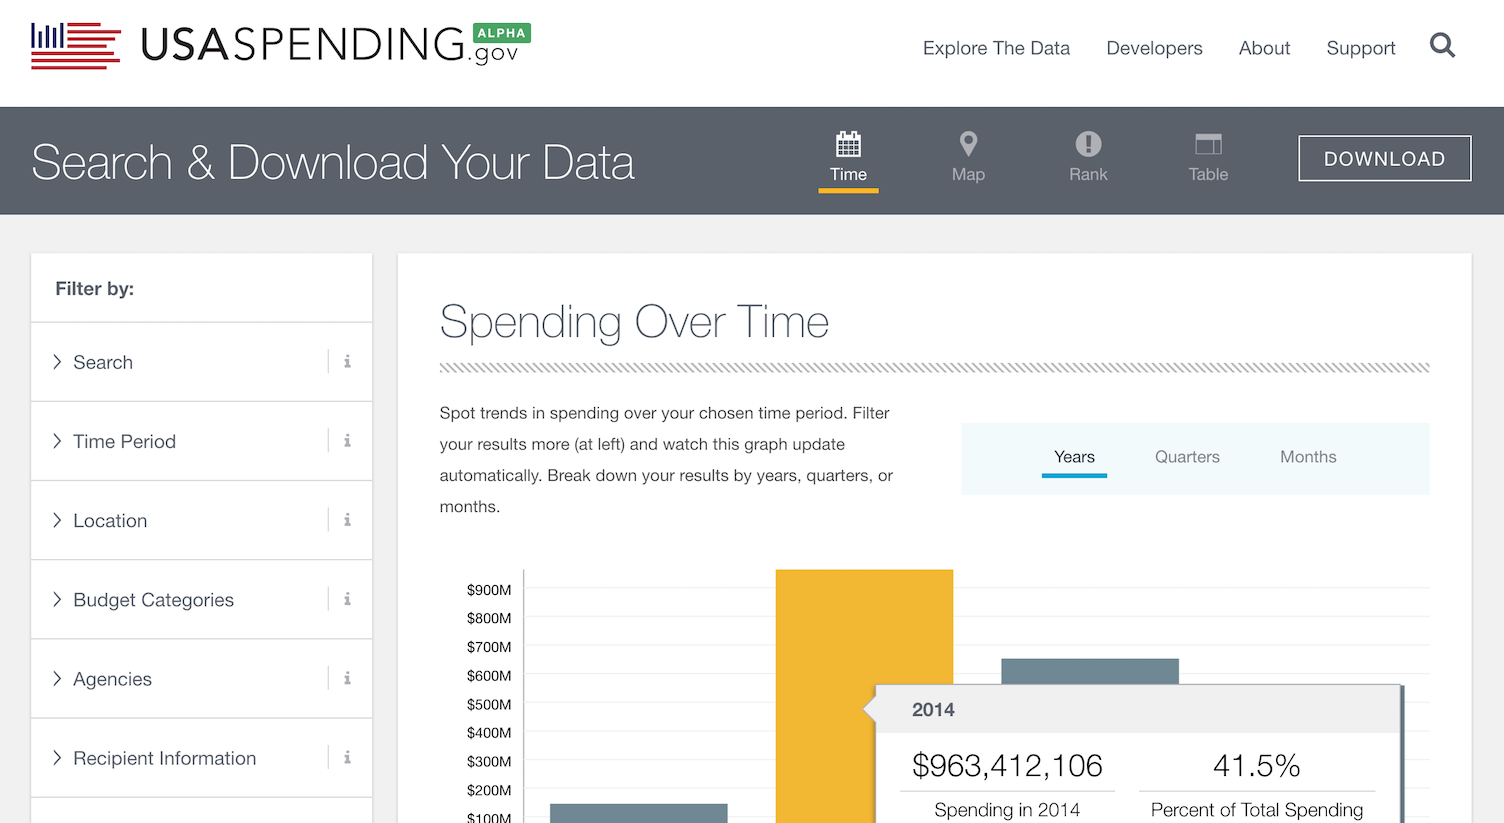 USASPENDING.gov ALPHA
Explore The Data Developers About Support
Search & Download Your Data
Time Map Rank Table DOWNLOAD
Filter by:
Search
Time Period
Location
Budget Categories
Agencies
Recipient Information
Spending Over Time
Spot trends in spending over your chosen time period. Filter
your results more (at left) and watch this graph update
automatically. Break down your results by years, quarters, or
months.
Years Quarters Months
$900M
$800M
$700M
$600M
$500M
$400M
$300M
$200M
$100M
2014
$963,412,106 41.5%
Spending in 2014 Percent of Total Spending